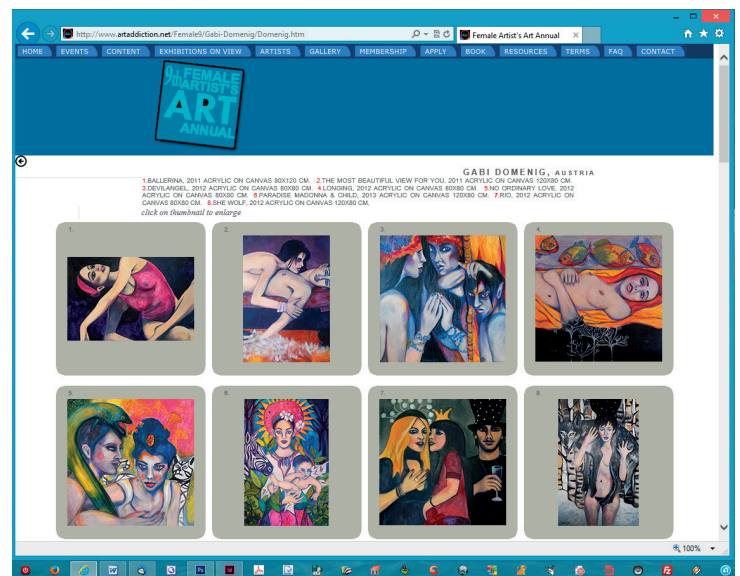 http://www.artaddiction.net/Female9/Gabi-Domenig/Domenig.htm
Female Artist's Art Annual
HOME EVENTS CONTENT EXHIBITIONS ON VIEW ARTISTS GALLERY MEMBERSHIP APPLY BOOK RESOURCES TERMS FAQ CONTACT
9th FEMALE
ARTIST'S
ART
ANNUAL
GABI DOMENIG, AUSTRIA
1.BALLERINA, 2011 ACRYLIC ON CANVAS 80X120 CM. 2.THE MOST BEAUTIFUL VIEW FOR YOU, 2011 ACRYLIC ON CANVAS 120X80 CM.
3.DEVILANGEL, 2012 ACRYLIC ON CANVAS 80X80 CM. 4.LONGING, 2012 ACRYLIC ON CANVAS 80X80 CM. 5.NO ORDINARY LOVE, 2012
ACRYLIC ON CANVAS 80X80 CM. 6.PARADISE MADONNA & CHILD, 2013 ACRYLIC ON CANVAS 120X80 CM. 7.RIO, 2012 ACRYLIC ON
CANVAS 80X80 CM. 8.SHE WOLF, 2012 ACRYLIC ON CANVAS 120X80 CM,
click on thumbnail to enlarge
1. 2. 3. 4.
5. 6. 7. 8.
100%
Ps Id
Fz